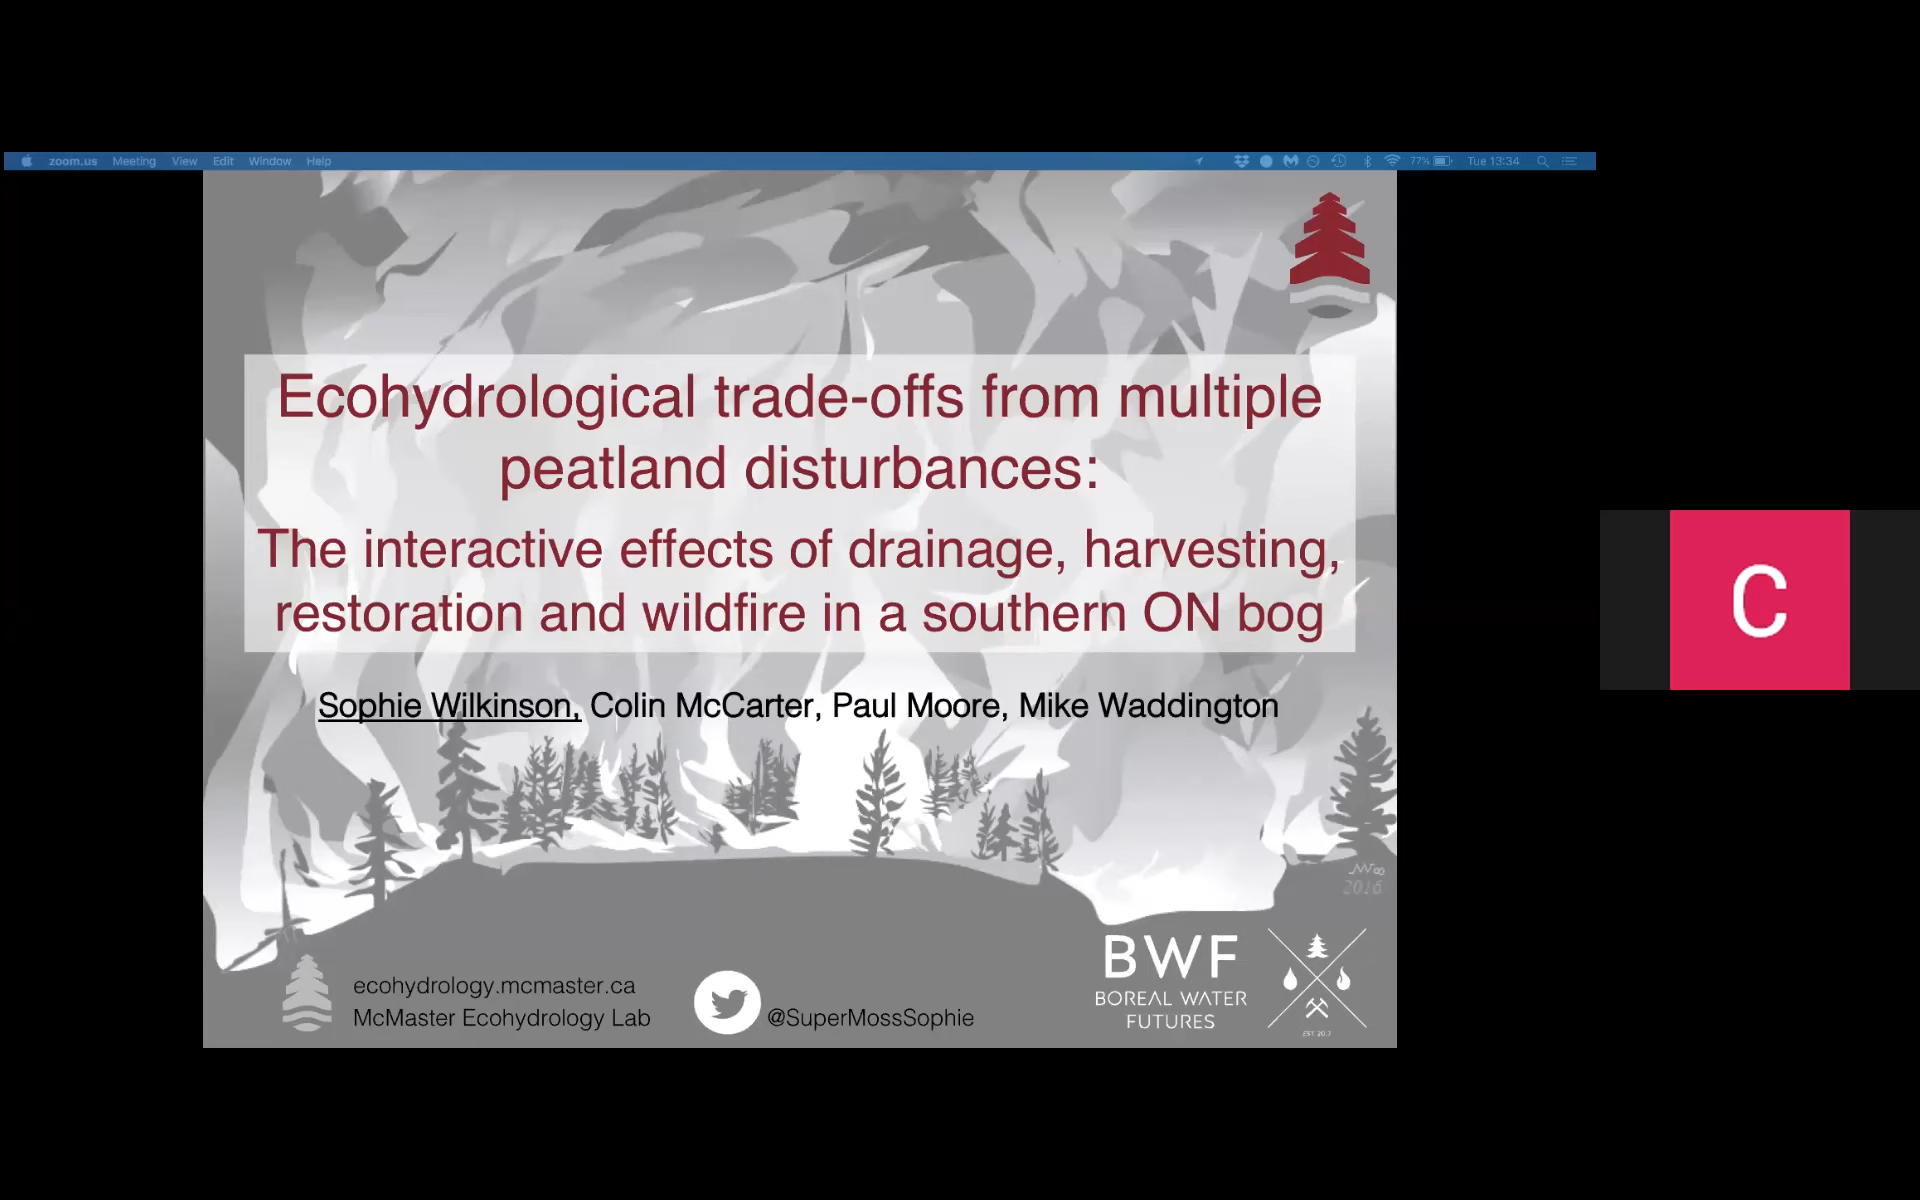 zoom.us Meeting View Edit Window Help 77% Tue 13:34
Ecohydrological trade-offs from multiple
peatland disturbances:
The interactive effects of drainage, harvesting,
restoration and wildfire in a southern ON bog
Sophie Wilkinson, Colin McCarter, Paul Moore, Mike Waddington
C
2016
ecohydrology.mcmaster.ca
McMaster Ecohydrology Lab
@SuperMossSophie
BWF
BOREAL WATER
FUTURES